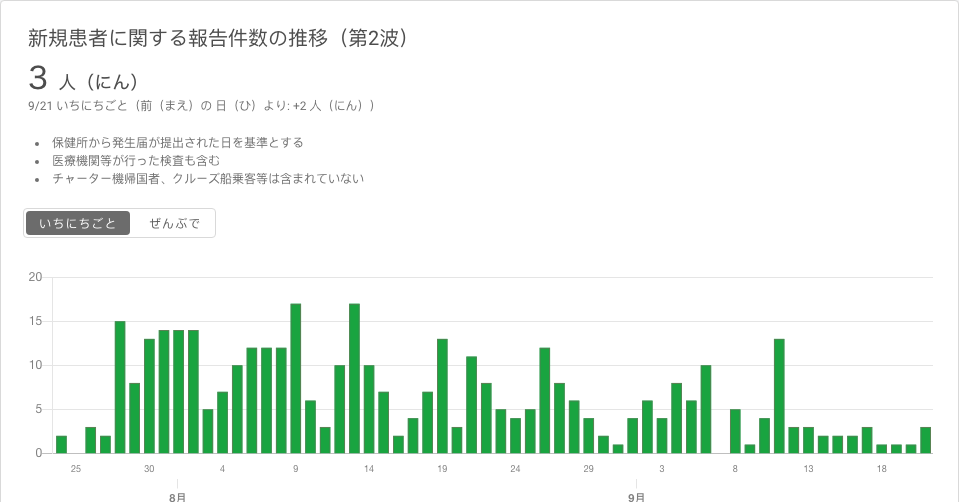 新規患者に関する報告件数の推移（第2波）
3 人（にん）
9/21 いちにちごと（前（まえ）の 日（ひ）より: +2 人（にん））
保健所から発生届が提出された日を基準とする
医療機関等が行った検査も含む
チャーター機帰国者、クルーズ船乗客等は含まれていない
いちにちごと ぜんぶで
20
15
10
5
0
25 30 4 9 14 19 24 29 3 8 13 18
8月 9月